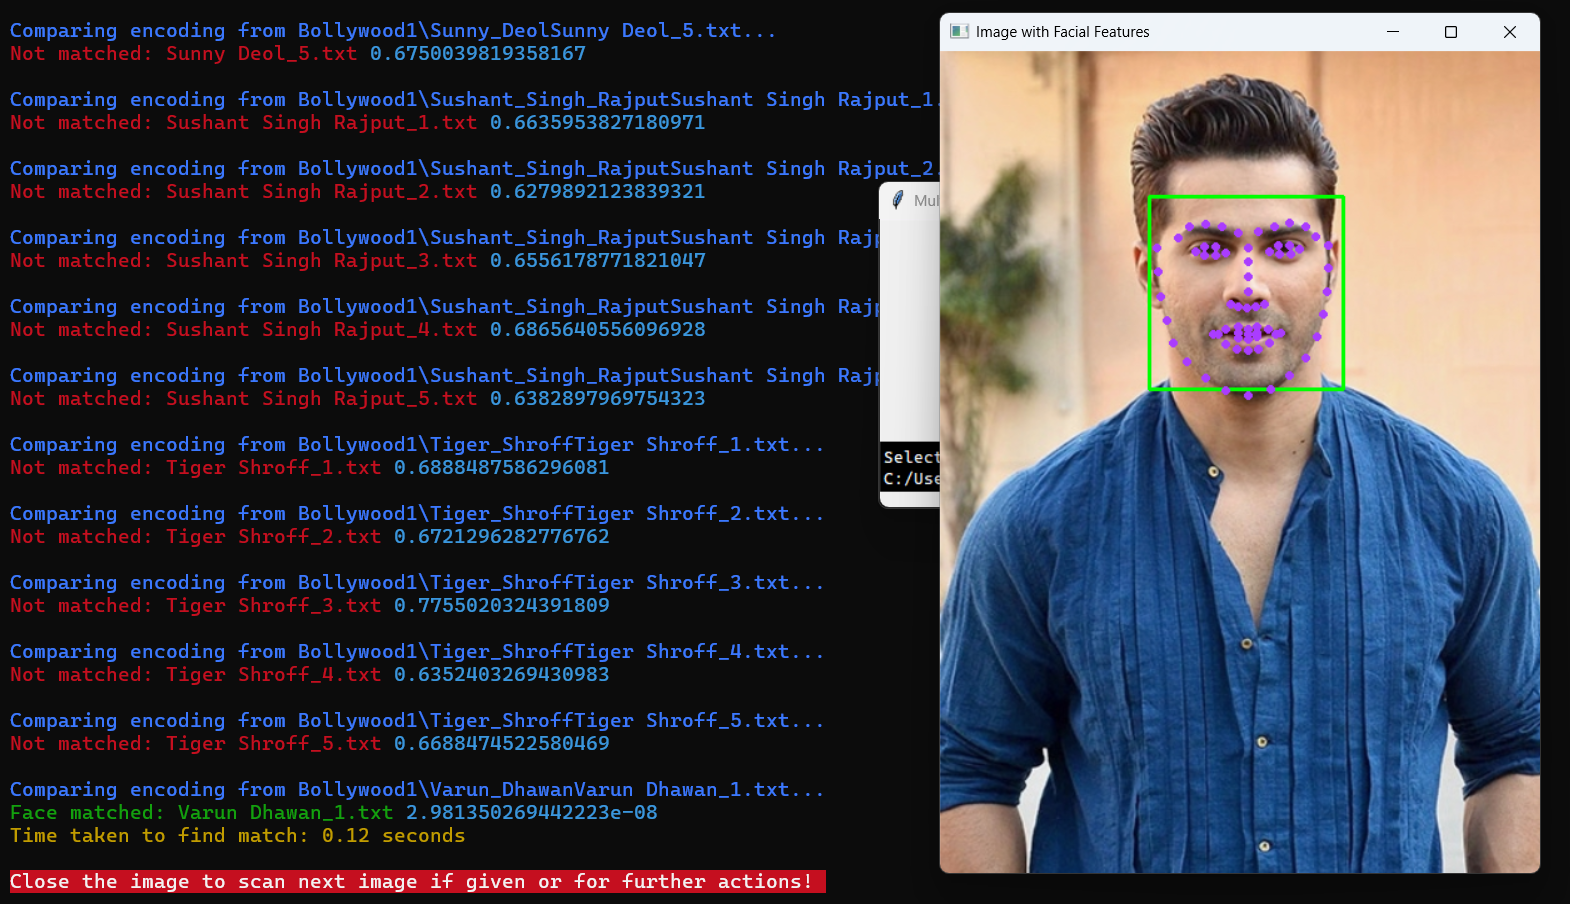 Comparing encoding from Bollywood1\Sunny_DeolSunny Deol_5.txt...
Not matched: Sunny Deol_5.txt 0.6750039819358167
Comparing encoding from Bollywood1\Sushant_Singh_RajputSushant Singh Rajput_1.
Not matched: Sushant Singh Rajput_1.txt 0.6635953827180971
Comparing encoding from Bollywood1\Sushant_Singh_RajputSushant Singh Rajput_2.
Not matched: Sushant Singh Rajput_2.txt 0.6279892123839321
Comparing encoding from Bollywood1\Sushant_Singh_RajputSushant Singh Raj
Not matched: Sushant Singh Rajput_3.txt 0.6556178771821047
Comparing encoding from Bollywood1\Sushant_Singh_RajputSushant Singh Raj
Not matched: Sushant Singh Rajput_4.txt 0.6865640556096928
Comparing encoding from Bollywood1\Sushant_Singh_RajputSushant Singh Raj
Not matched: Sushant Singh Rajput_5.txt 0.6382897969754323
Comparing encoding from Bollywood1\Tiger_ShroffTiger Shroff_1.txt...
Not matched: Tiger Shroff_1.txt 0.6888487586296081
Comparing encoding from Bollywood1\Tiger_ShroffTiger Shroff_2.txt...
Not matched: Tiger Shroff_2.txt 0.6721296282776762
Comparing encoding from Bollywood1\Tiger_ShroffTiger Shroff_3.txt...
Not matched: Tiger Shroff_3.txt 0.7755020324391809
Comparing encoding from Bollywood1\Tiger_ShroffTiger Shroff_4.txt...
Not matched: Tiger Shroff_4.txt 0.6352403269430983
Comparing encoding from Bollywood1\Tiger_ShroffTiger Shroff_5.txt...
Not matched: Tiger Shroff_5.txt 0.6688474522580469
Comparing encoding from Bollywood1\Varun_DhawanVarun Dhawan_1.txt...
Face matched: Varun Dhawan_1.txt 2.981350269442223e-08
Time taken to find match: 0.12 seconds
Close the image to scan next image if given or for further actions!
Mul
Select
C:/Use
Image with Facial Features